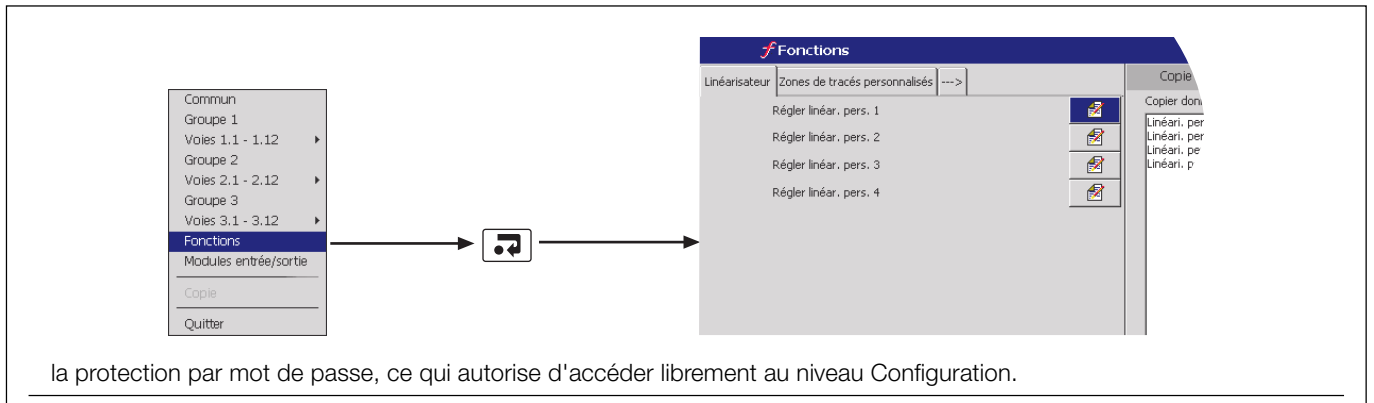 Commun
Groupe 1
Voies 1.1 - 1.12
Groupe 2
Voies 2.1 - 2.12
Groupe 3
Voies 3.1 - 3.12
Fonctions
Modules entrée/sortie
Copie
Quitter
Fonctions
Linéarisateur Zones de tracés personnalisés --->
Régler linéar. pers. 1
Régler linéar. pers. 2
Régler linéar. pers. 3
Régler linéar. pers. 4
Copie
Copier
Linéari. per
Linéari. per
Linéari. pe
Linéari. p
la protection par mot de passe, ce qui autorise d'accéder librement au niveau Configuration.